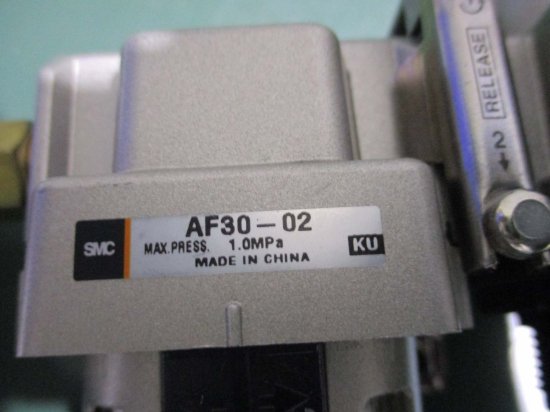 SMC
AF30-02
MAX.PRESS. 1.0MPa
MADE IN CHINA
KU
RELEASE
2